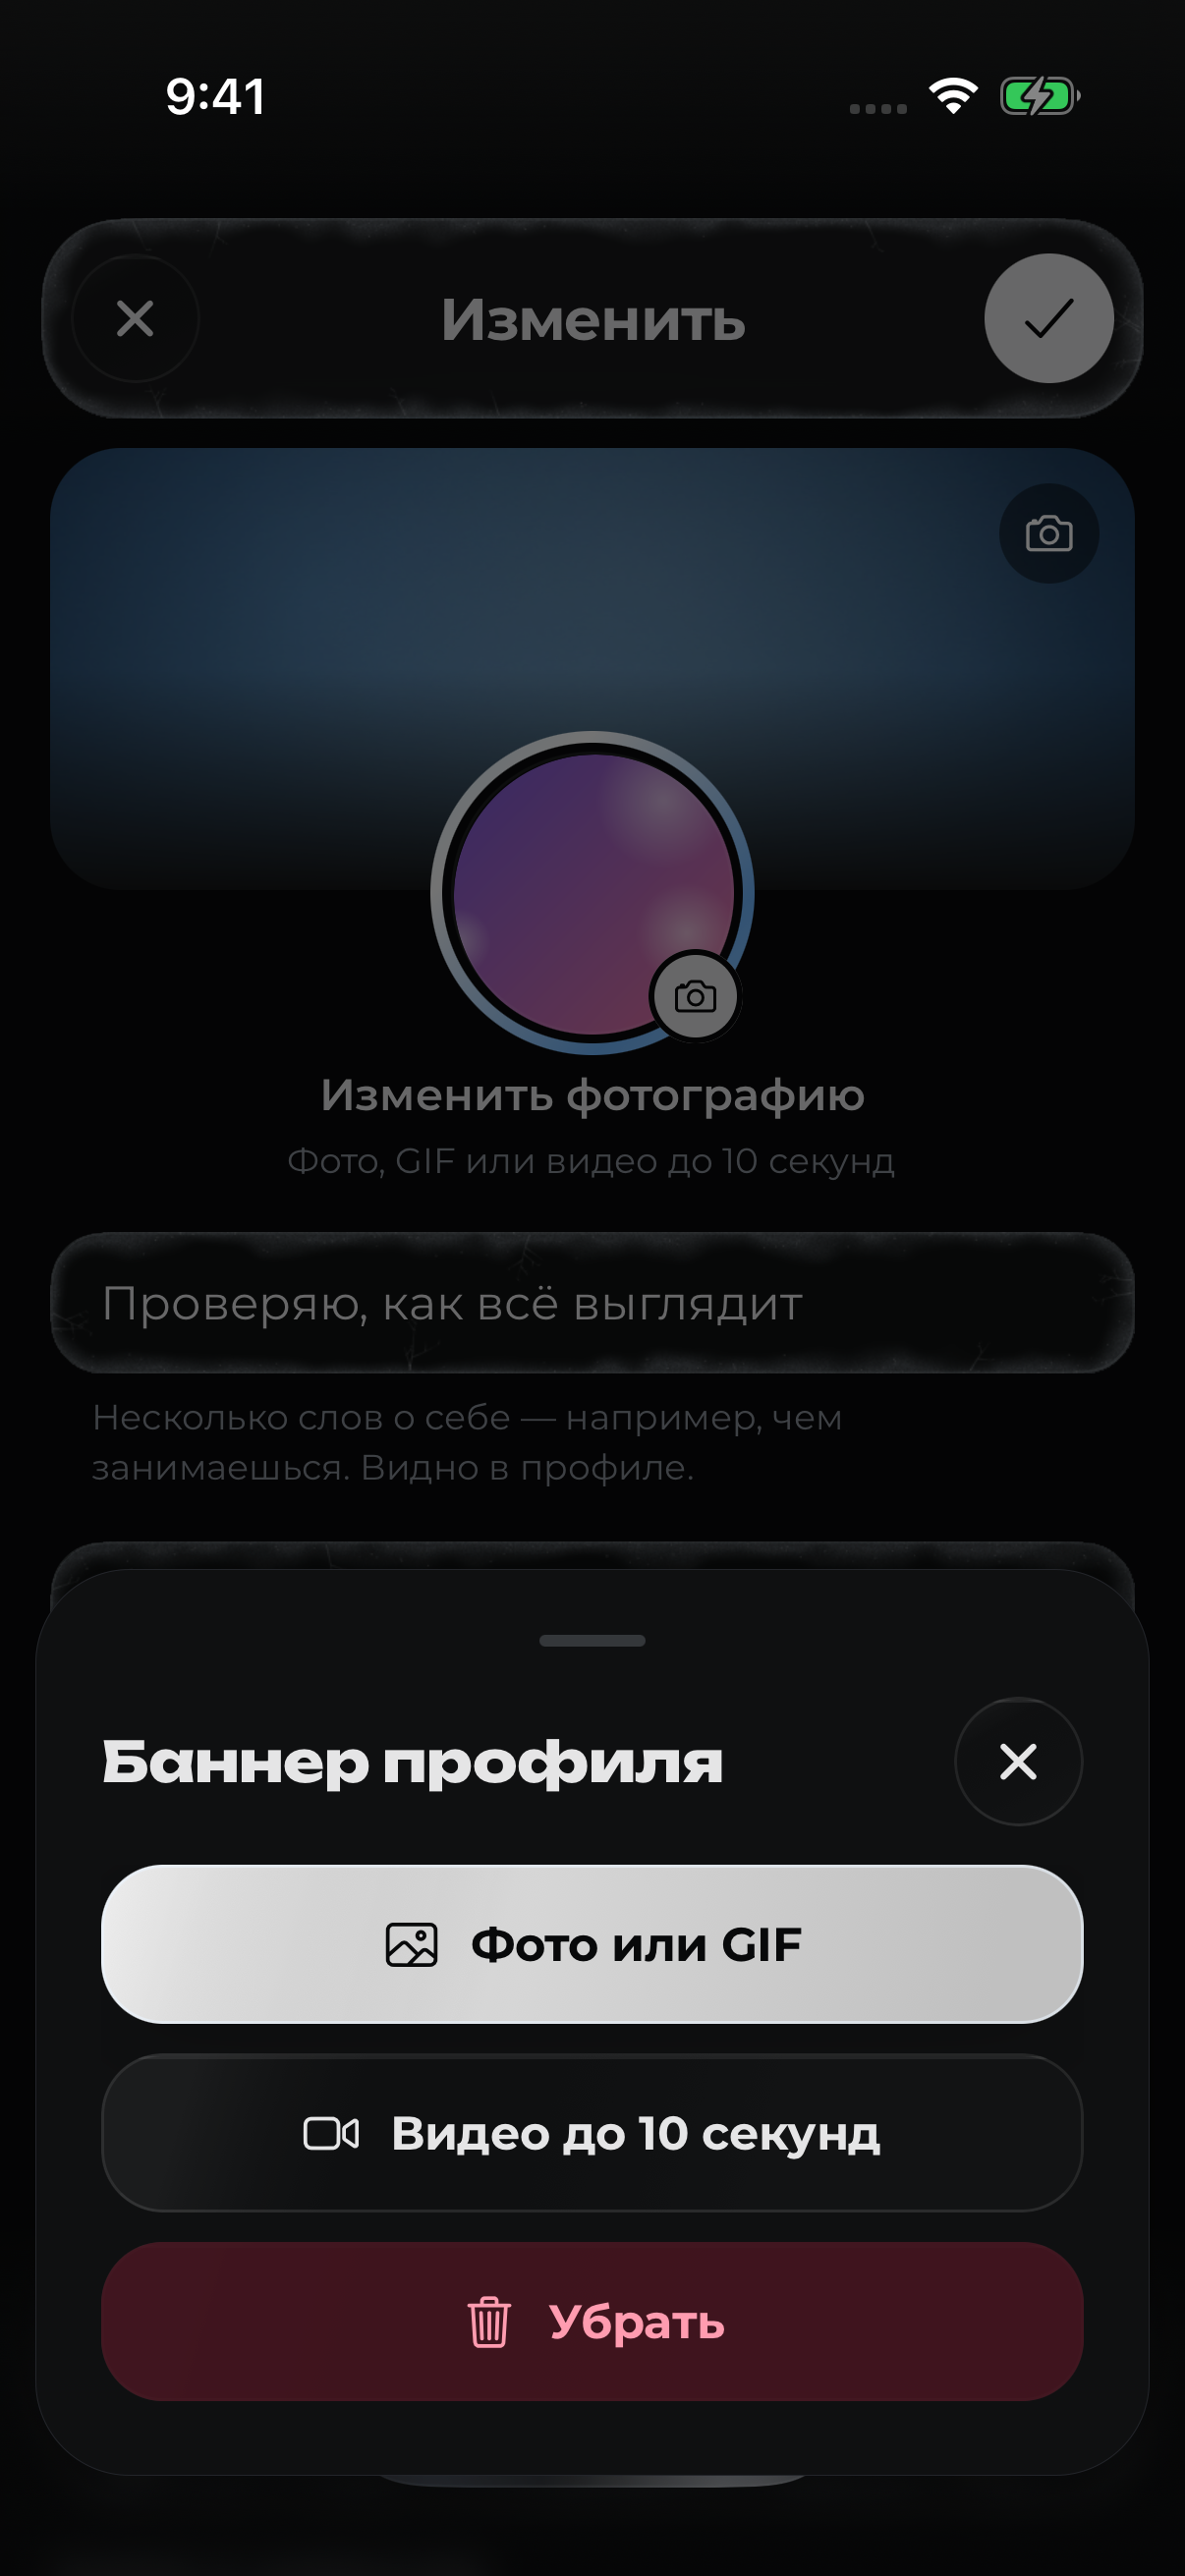 9:41
Изменить
Изменить фотографию
Фото, GIF или видео до 10 секунд
Проверяю, как всё выглядит
Несколько слов о себе — например, чем
занимаешься. Видно в профиле.
Баннер профиля
Фото или GIF
Видео до 10 секунд
Убрать